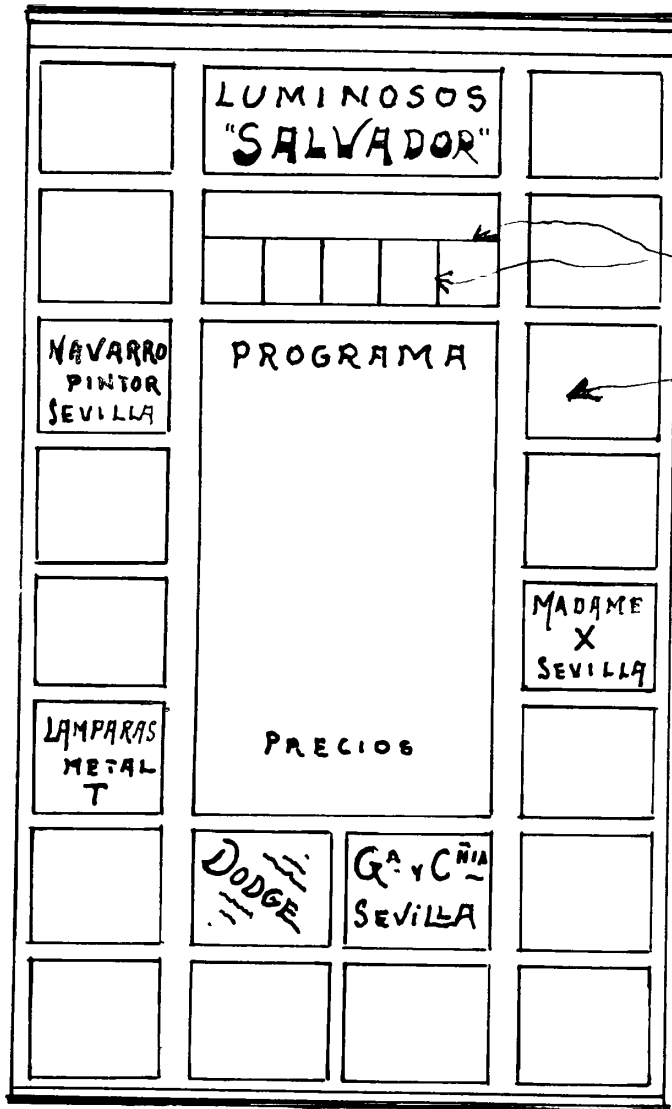 LUMINOSOS
"SALVADOR"
NAVARRO
PINTOR
SEVILLA
PROGRAMA
PRECIOS
MADAME
X
SEVILLA
LAMPARAS
METAL
T
DODGE
Gª. Y Cñia
SEVILLA